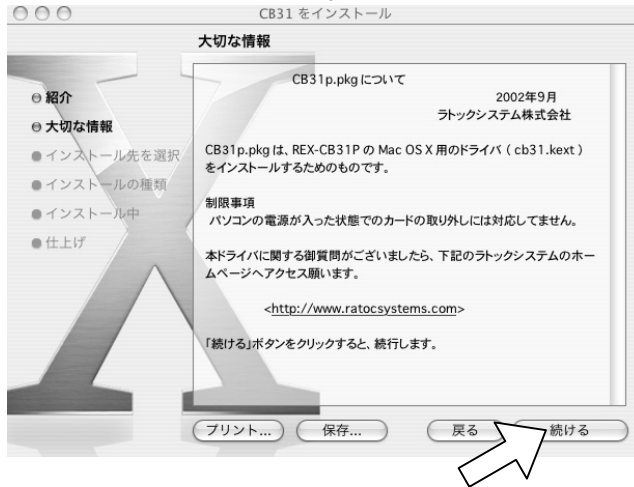 CB31 をインストール
大切な情報
紹介
大切な情報
インストール先を選択
インストールの種類
インストール中
仕上げ
CB31p.pkg について
2002年9月
ラトックシステム株式会社
CB31p.pkg は、REX-CB31P の Mac OS X 用のドライバ（ cb31.kext ）
をインストールするためのものです。
制限事項
パソコンの電源が入った状態でのカードの取り外しには対応してません。
本ドライバに関する御質問がございましたら、下記のラトックシステムのホー
ムページへアクセス願います。
<http://www.ratocsystems.com>
「続ける」ボタンをクリックすると、続行します。
プリント... 保存... 戻る 続ける